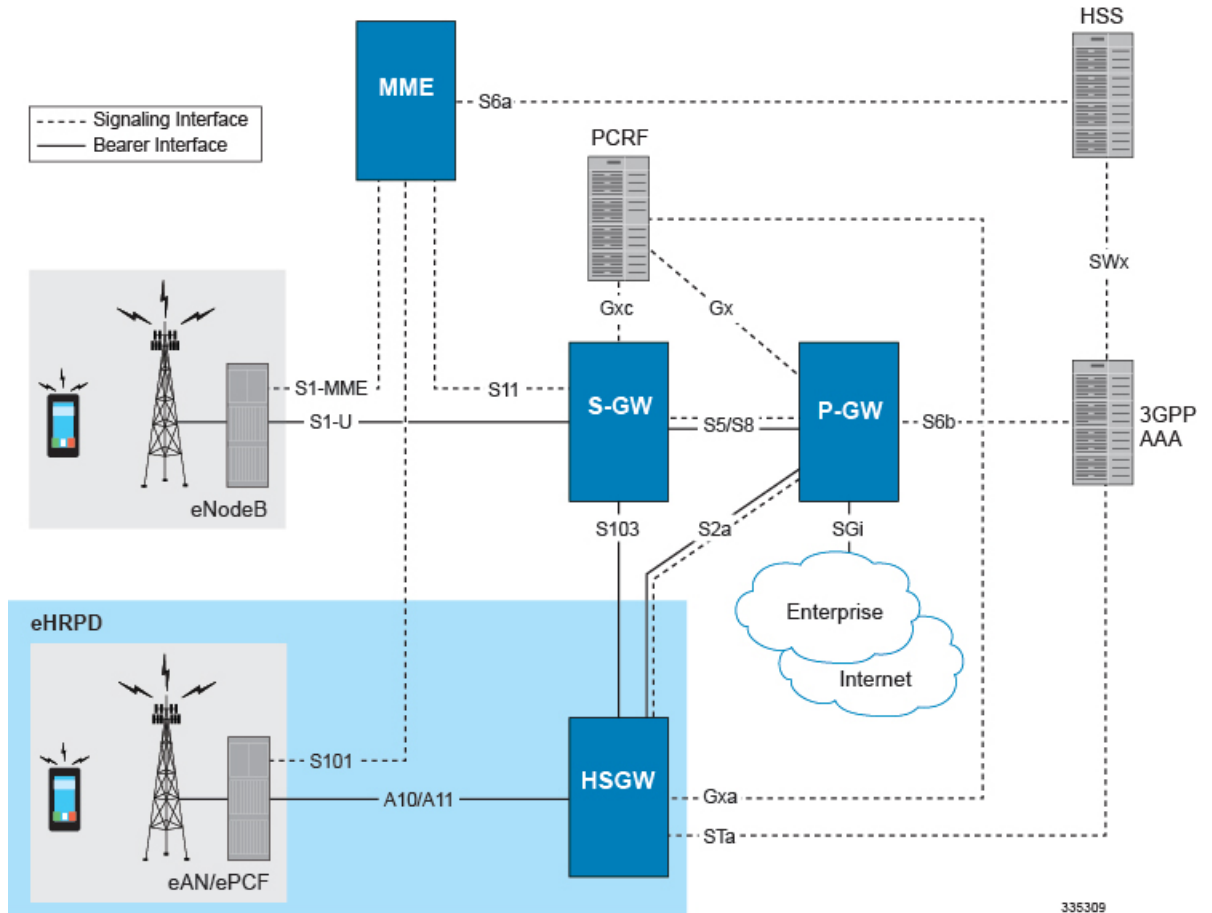 HSS
MME
S6a
Signaling Interface
Bearer Interface
PCRF
SWx
Gxc
Gx
S1-MME
S11
S-GW
P-GW
S1-U
S5/S8
S6b
3GPP
AAA
eNodeB
S103
S2a
SGi
Enterprise
Internet
eHRPD
S101
HSGW
A10/A11
Gxa
STa
eAN/ePCF
335309